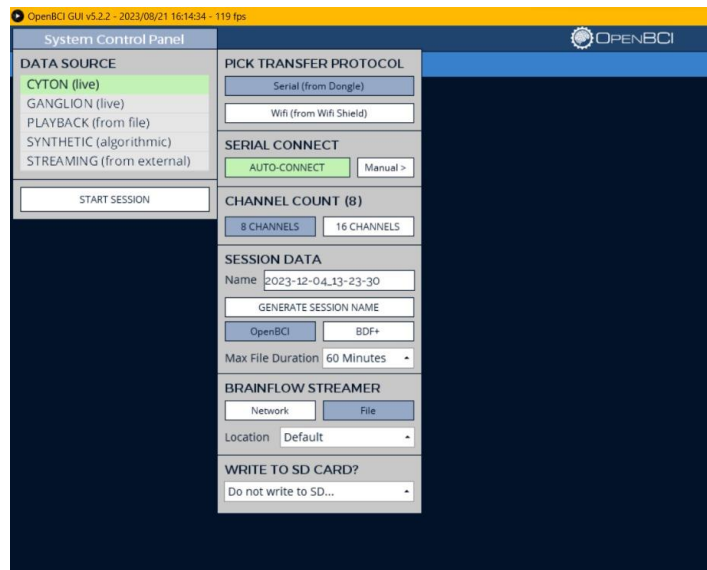 OpenBCI GUI v5.2.2 - 2023/08/21 16:14:34 - 119 fps
System Control Panel
OPENBCI
DATA SOURCE
CYTON (live)
GANGLION (live)
PLAYBACK (from file)
SYNTHETIC (algorithmic)
STREAMING (from external)
START SESSION
PICK TRANSFER PROTOCOL
Serial (from Dongle)
Wifi (from Wifi Shield)
SERIAL CONNECT
AUTO-CONNECT Manual >
CHANNEL COUNT (8)
8 CHANNELS 16 CHANNELS
SESSION DATA
Name 2023-12-04_13-23-30
GENERATE SESSION NAME
OpenBCI BDF+
Max File Duration 60 Minutes
BRAINFLOW STREAMER
Network File
Location Default
WRITE TO SD CARD?
Do not write to SD...